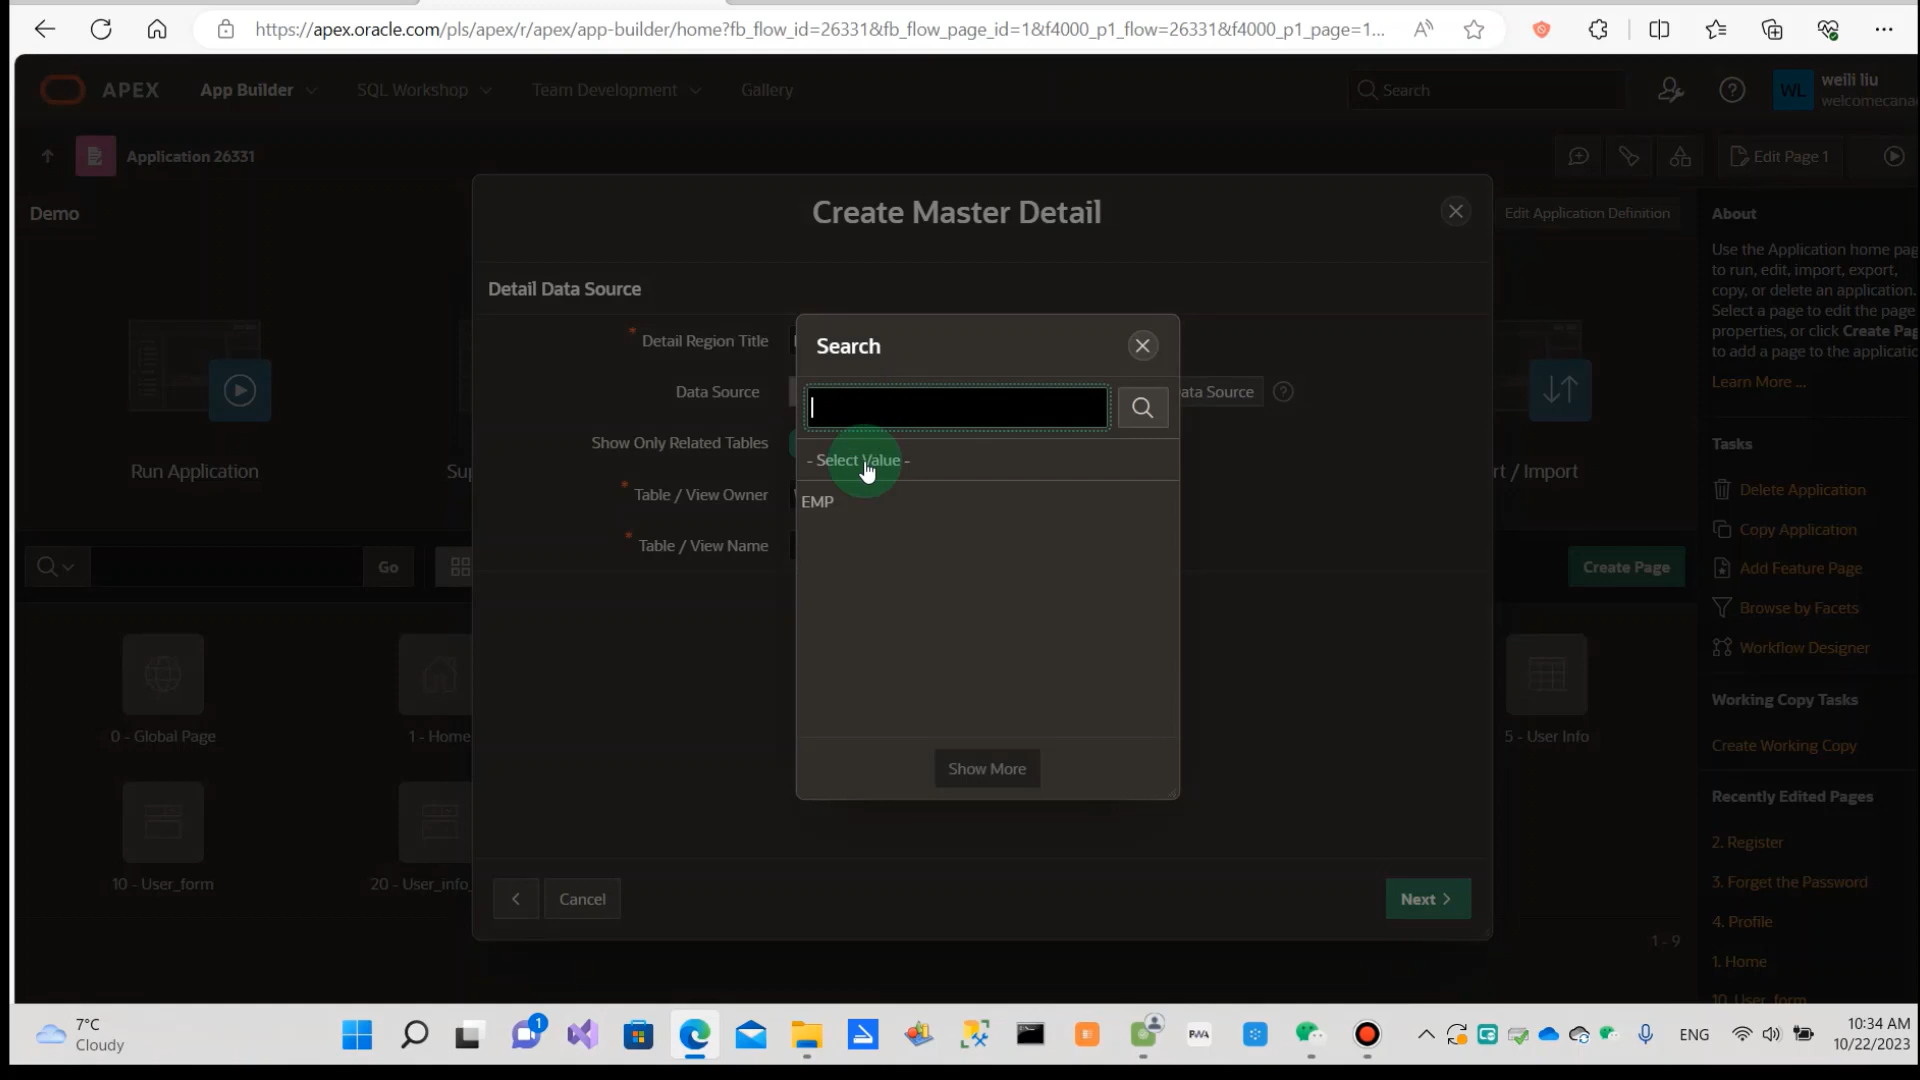 https://apex.oracle.com/pls/apex/r/apex/app-builder/home?fb_flow_id=26331&fb_flow_page_id=1&f4000_p1_flow=26331&f4000_p1_page=1...
APEX
App Builder
SQL Workshop
Team Development
Gallery
Search
WL
weili liu
welcomecana
Application 26331
Edit Page 1
Demo
Create Master Detail
Edit Application Definition
About
Use the Application home pag
to run, edit, import, export,
copy, or delete an application.
Select a page to edit the page
properties, or click Create Pag
to add a page to the applicatic
Learn More ...
Detail Data Source
Detail Region Title
Data Source
ata Source
Show Only Related Tables
Table / View Owner
Table / View Name
Search
- Select Value -
EMP
Show More
Run Application
Su
rt / Import
Tasks
Delete Application
Copy Application
Add Feature Page
Browse by Facets
Workflow Designer
Go
Create Page
0 - Global Page
1 - Home
5 - User Info
10 - User_form
20 - User_info_
Working Copy Tasks
Create Working Copy
Recently Edited Pages
2. Register
3. Forget the Password
4. Profile
1. Home
10. User_form
Cancel
Next
1 - 9
7°C
Cloudy
1
PWA
ENG
10:34 AM
10/22/2023